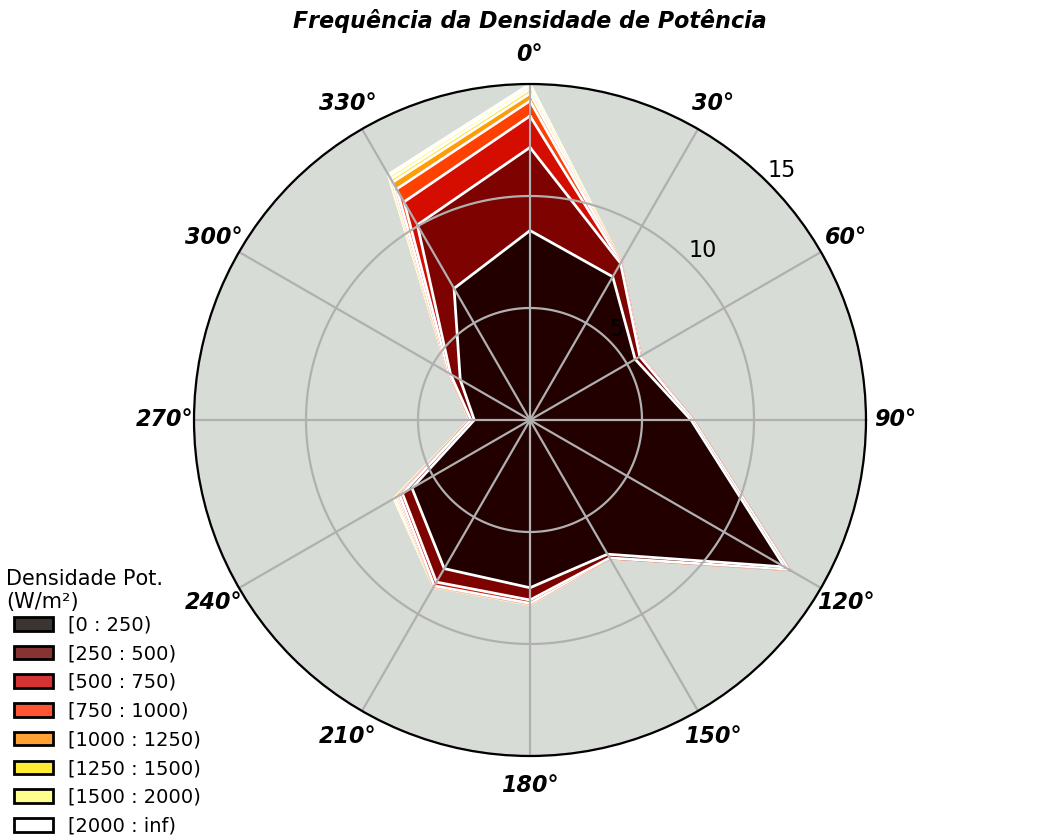 Frequência da Densidade de Potência
0°
330°
30°
15
300°
60°
10
5
270°
90°
Densidade Pot.
(W/m²)
240°
120°
[0 : 250)
[250 : 500)
[500 : 750)
[750 : 1000)
210°
150°
[1000 : 1250)
[1250 : 1500)
180°
[1500 : 2000)
[2000 : inf)